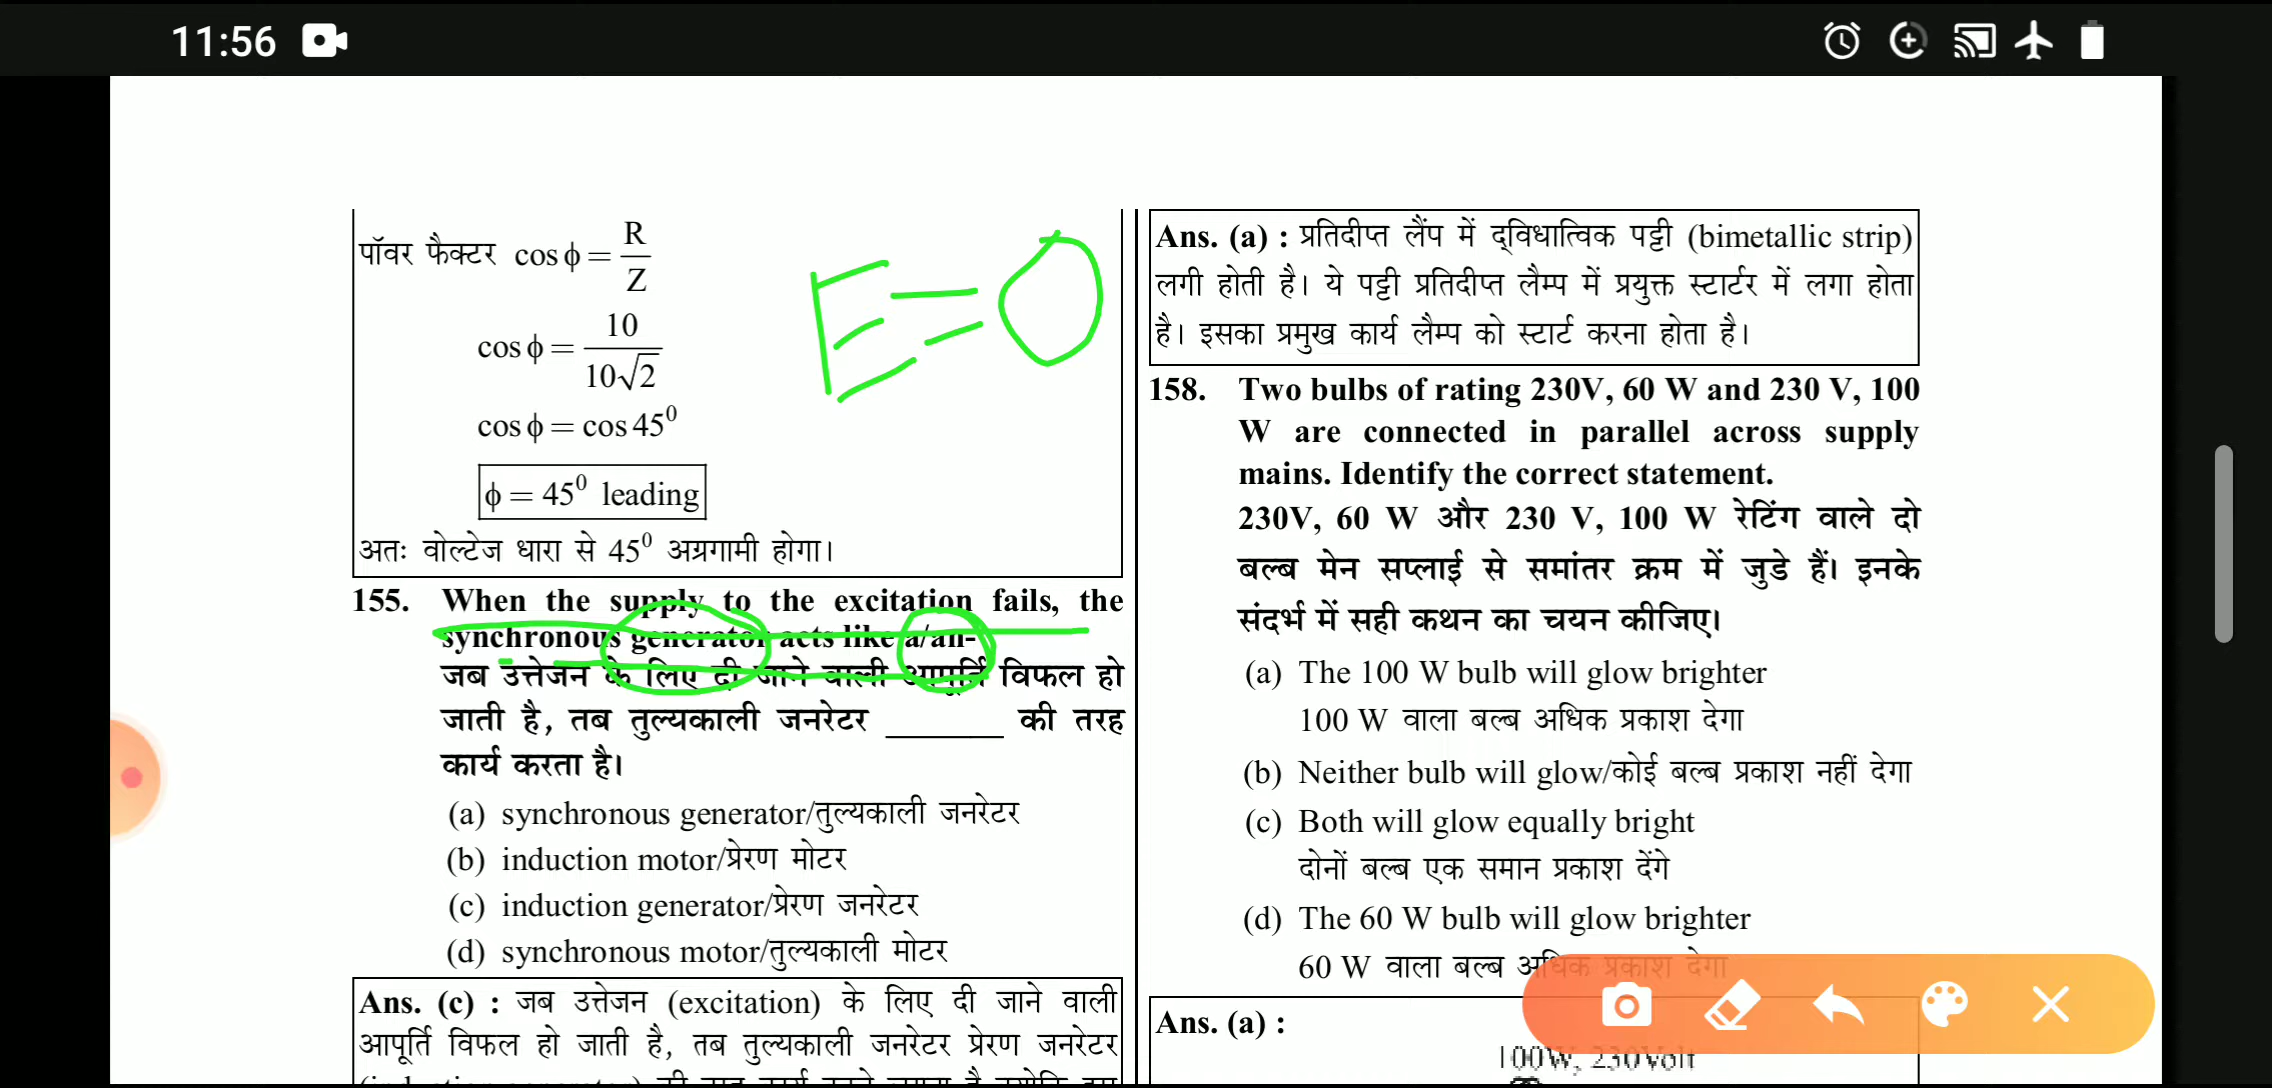 11:56
पॉवर फैक्टर cos ϕ = R/Z
cos ϕ = 10/10√2
cos ϕ = cos 45⁰
ϕ = 45⁰ leading
अतः वोल्टेज धारा से 45⁰ अग्रगामी होगा।
E = 0
155. When the supply to the excitation fails, the
synchronous generator acts like a/an-
जब उत्तेजन के लिए दी जाने वाली आपूर्ति विफल हो
जाती है, तब तुल्यकाली जनरेटर ______ की तरह
कार्य करता है।
(a) synchronous generator/तुल्यकाली जनरेटर
(b) induction motor/प्रेरण मोटर
(c) induction generator/प्रेरण जनरेटर
(d) synchronous motor/तुल्यकाली मोटर
Ans. (c) : जब उत्तेजन (excitation) के लिए दी जाने वाली
आपूर्ति विफल हो जाती है, तब तुल्यकाली जनरेटर प्रेरण जनरेटर
Ans. (a) : प्रतिदीप्त लैंप में द्विधात्विक पट्टी (bimetallic strip)
लगी होती है। ये पट्टी प्रतिदीप्त लैम्प में प्रयुक्त स्टार्टर में लगा होता
है। इसका प्रमुख कार्य लैम्प को स्टार्ट करना होता है।
158. Two bulbs of rating 230V, 60 W and 230 V, 100
W are connected in parallel across supply
mains. Identify the correct statement.
230V, 60 W और 230 V, 100 W रेटिंग वाले दो
बल्ब मेन सप्लाई से समांतर क्रम में जुडे हैं। इनके
संदर्भ में सही कथन का चयन कीजिए।
(a) The 100 W bulb will glow brighter
100 W वाला बल्ब अधिक प्रकाश देगा
(b) Neither bulb will glow/कोई बल्ब प्रकाश नहीं देगा
(c) Both will glow equally bright
दोनों बल्ब एक समान प्रकाश देंगे
(d) The 60 W bulb will glow brighter
60 W वाला बल्ब अधिक प्रकाश देगा
Ans. (a) :
100W, 230Volt